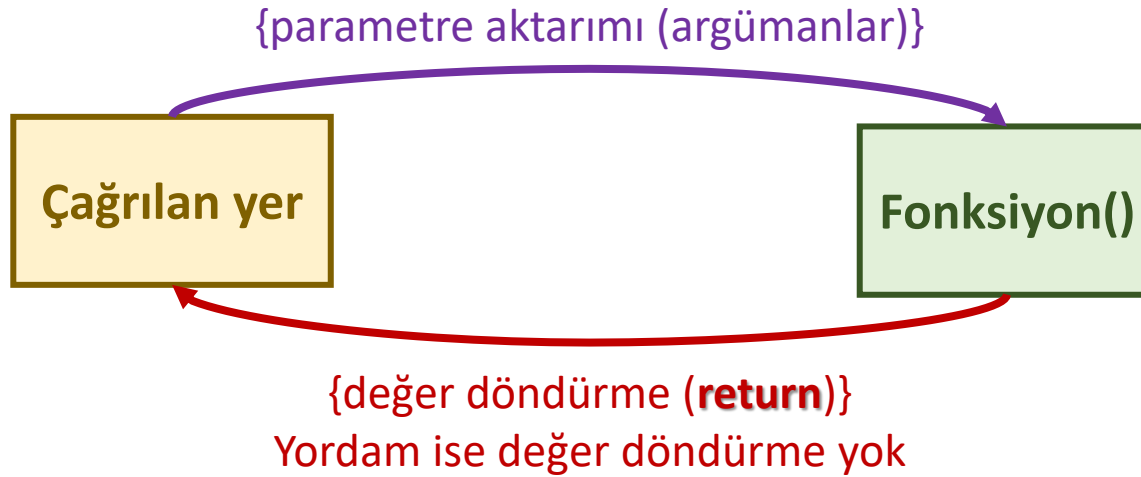 {parametre aktarımı (argümanlar)}
Çağrılan yer
Fonksiyon()
{değer döndürme (return)}
Yordam ise değer döndürme yok